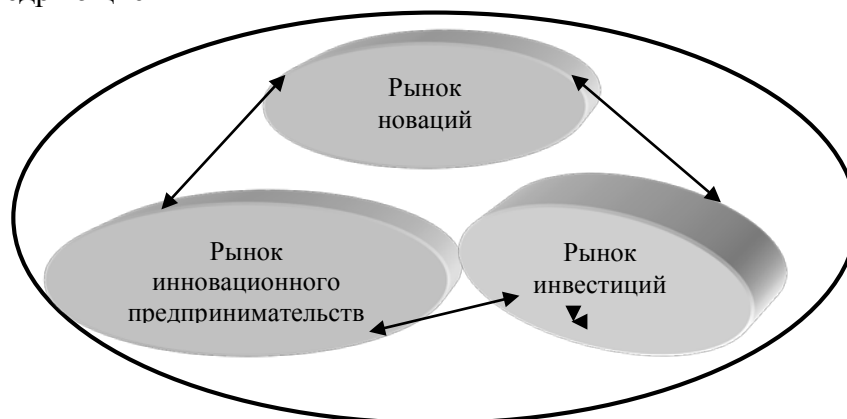 Рынок
новаций
Рынок
инновационного
предпринимательств
Рынок
инвестиций